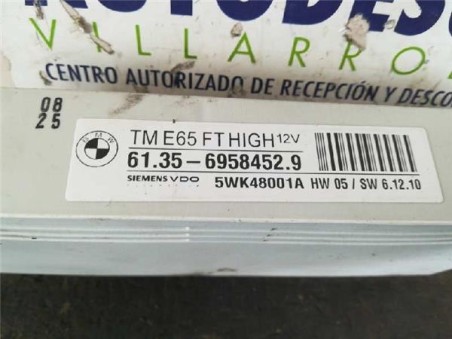 VILLARRO
CENTRO AUTORIZADO DE RECEPCIÓN Y DESCO
08
25
BMW
TM E65 FT HIGH 12V
61.35 - 6958452.9
SIEMENS VDO 5WK48001A HW 05 / SW 6.12.10